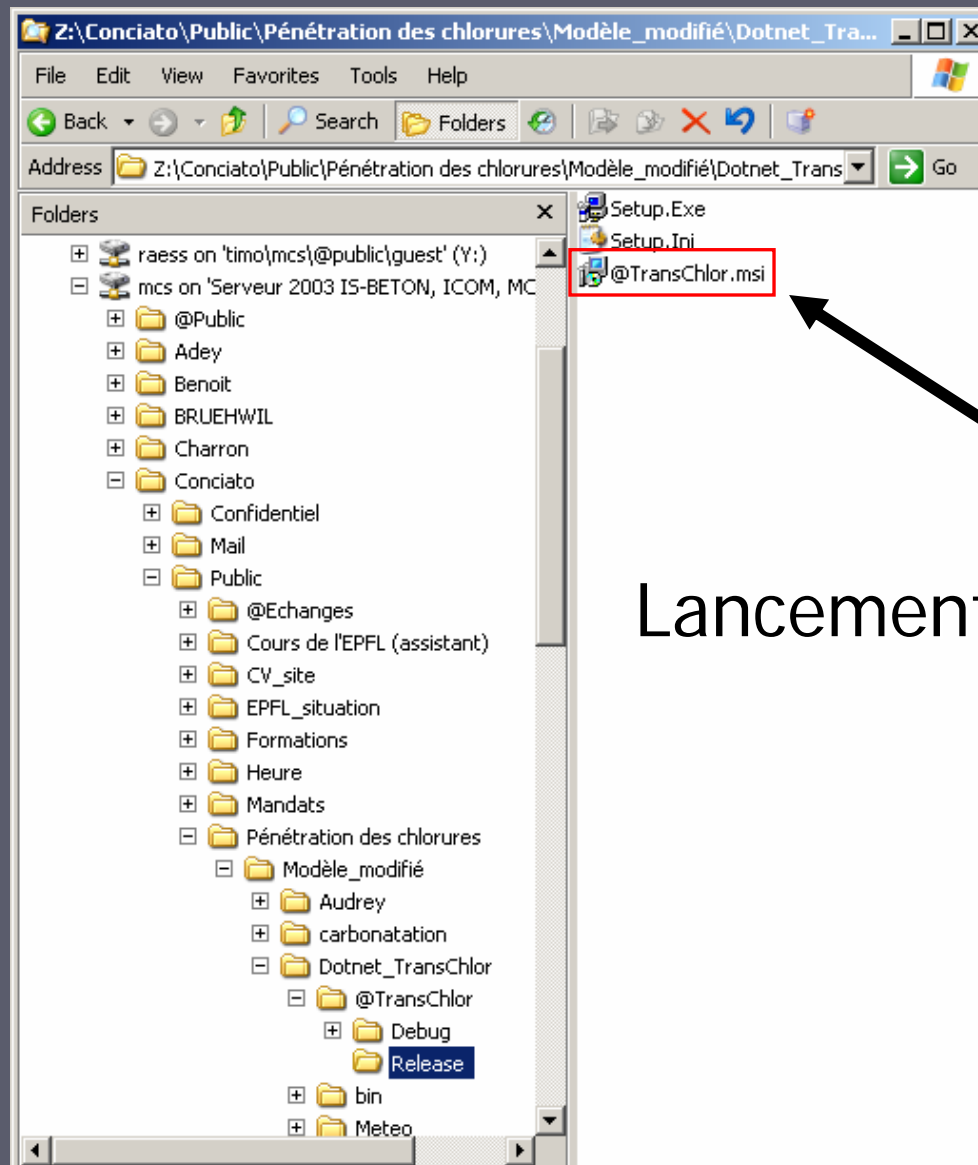 Z:\Conciato\Public\Pénétration des chlorures\Modèle_modifié\Dotnet_Tra...
File Edit View Favorites Tools Help
Back Search Folders
Address Z:\Conciato\Public\Pénétration des chlorures\Modèle_modifié\Dotnet_Trans Go
Folders
raess on 'timo\mcs\@public\guest' (Y:)
mcs on 'Serveur 2003 IS-BETON, ICOM, MC
@Public
Adey
Benoit
BRUEHWIL
Charron
Conciato
Confidentiel
Mail
Public
@Echanges
Cours de l'EPFL (assistant)
CV_site
EPFL_situation
Formations
Heure
Mandats
Pénétration des chlorures
Modèle_modifié
Audrey
carbonatation
Dotnet_TransChlor
@TransChlor
Debug
Release
bin
Meteo
Setup.Exe
Setup.Ini
@TransChlor.msi
Lancement